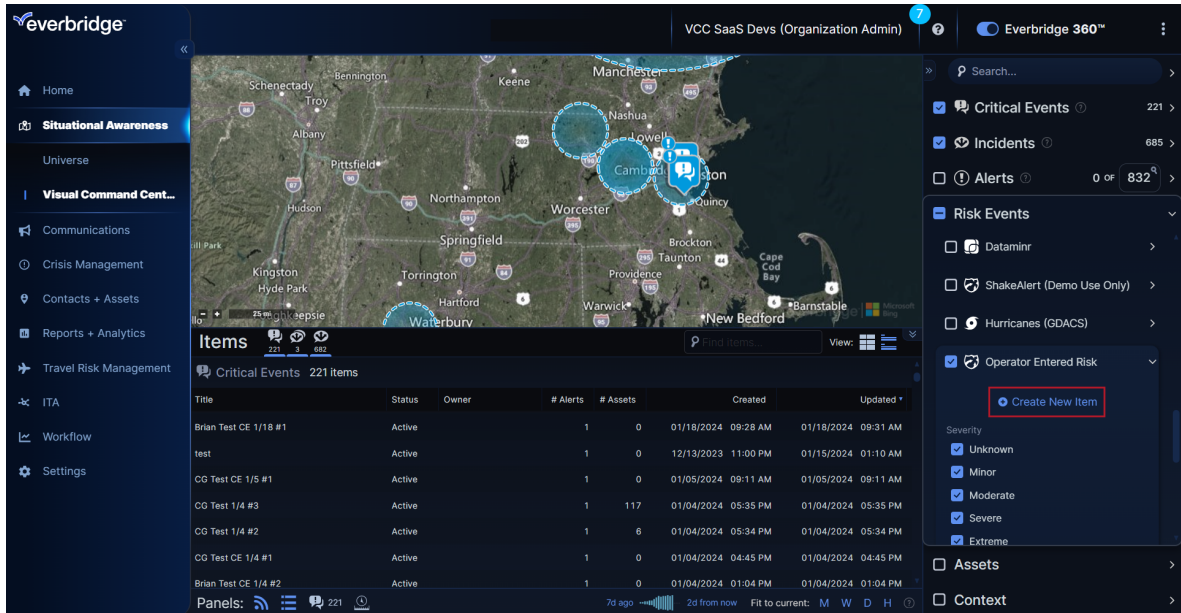 everbridge
VCC SaaS Devs (Organization Admin)
7
Everbridge 360™
Home
Situational Awareness
Universe
Visual Command Cent...
Communications
Crisis Management
Contacts + Assets
Reports + Analytics
Travel Risk Management
ITA
Workflow
Settings
Schenectady
Bennington
Keene
Manchester
Troy
Nashua
Albany
Lowell
Pittsfield
Northampton
Worcester
Quincy
Hudson
Springfield
Brockton
Kingston
Torrington
Providence
Taunton
Cape
Cod
Bay
Hyde Park
Hartford
Warwick
Barnstable
Waterbury
New Bedford
25 mi
Microsoft
Bing
Items
221 3 682
Find items...
View:
Critical Events 221 items
Title Status Owner # Alerts # Assets Created Updated
Brian Test CE 1/18 #1 Active 1 0 01/18/2024 09:28 AM 01/18/2024 09:31 AM
test Active 1 0 12/13/2023 11:00 PM 01/15/2024 01:10 AM
CG Test CE 1/5 #1 Active 1 0 01/05/2024 09:11 AM 01/05/2024 09:11 AM
CG Test 1/4 #3 Active 1 117 01/04/2024 05:35 PM 01/04/2024 05:35 PM
CG Test 1/4 #2 Active 1 6 01/04/2024 05:34 PM 01/04/2024 05:34 PM
CG Test CE 1/4 #1 Active 1 0 01/04/2024 04:45 PM 01/04/2024 04:45 PM
Brian Test CE 1/4 #2 Active 1 0 01/04/2024 01:04 PM 01/04/2024 01:04 PM
Panels: 221 7d ago 2d from now Fit to current: M W D H
Search...
Critical Events 221
Incidents 685
Alerts 0 OF 832
Risk Events
Dataminr
ShakeAlert (Demo Use Only)
Hurricanes (GDACS)
Operator Entered Risk
Create New Item
Severity
Unknown
Minor
Moderate
Severe
Extreme
Assets
Context